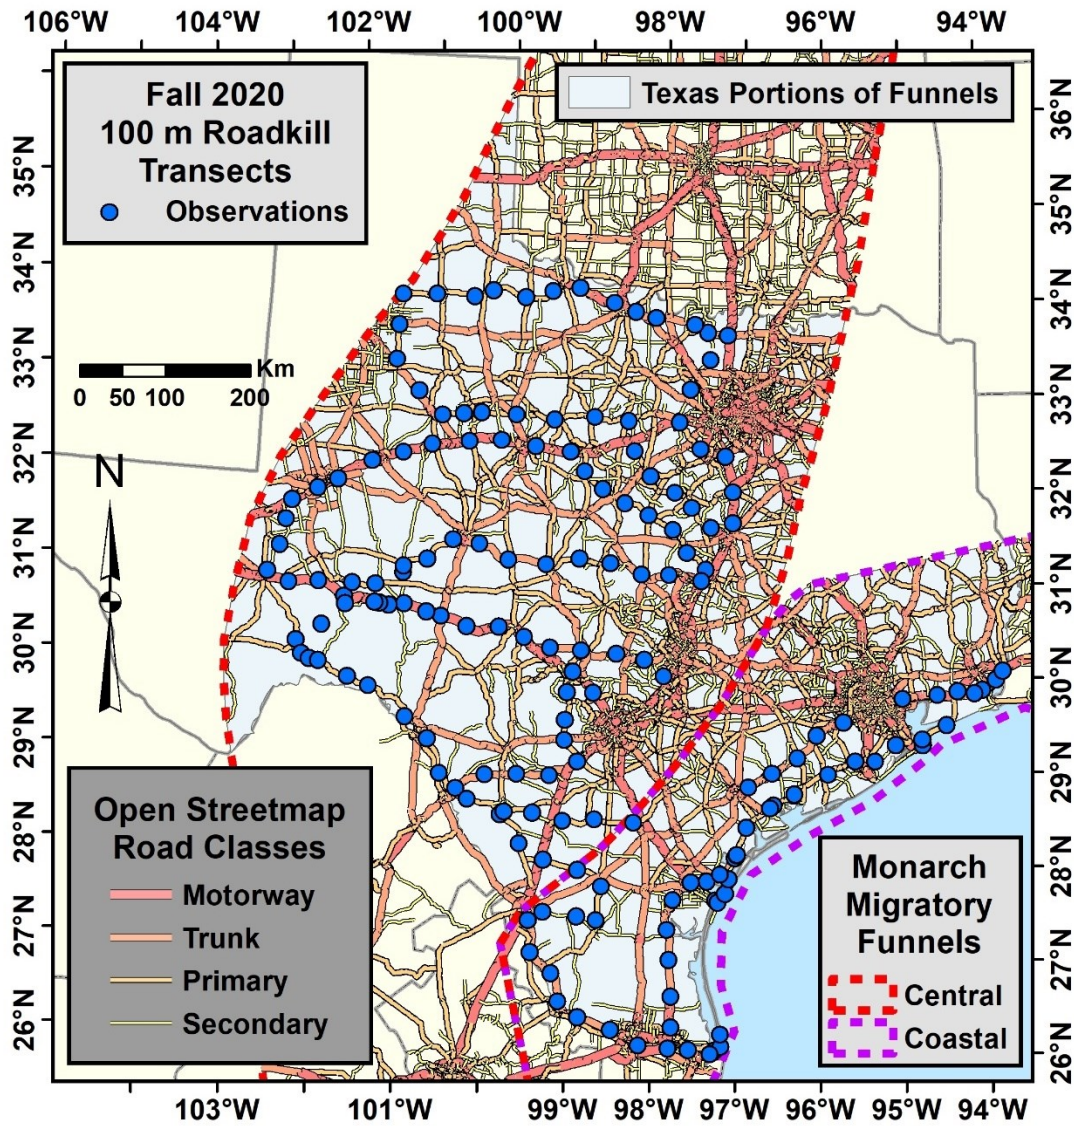 106°W 104°W 102°W 100°W 98°W 96°W 94°W
Fall 2020
100 m Roadkill
Transects
Observations
Texas Portions of Funnels
35°N
34°N
33°N
32°N
31°N
30°N
29°N
28°N
27°N
26°N
36°N
35°N
34°N
33°N
32°N
31°N
30°N
29°N
28°N
27°N
26°N
Km
0 50 100 200
N
Open Streetmap
Road Classes
Motorway
Trunk
Primary
Secondary
Monarch
Migratory
Funnels
Central
Coastal
103°W 101°W 99°W 98°W 97°W 96°W 95°W 94°W